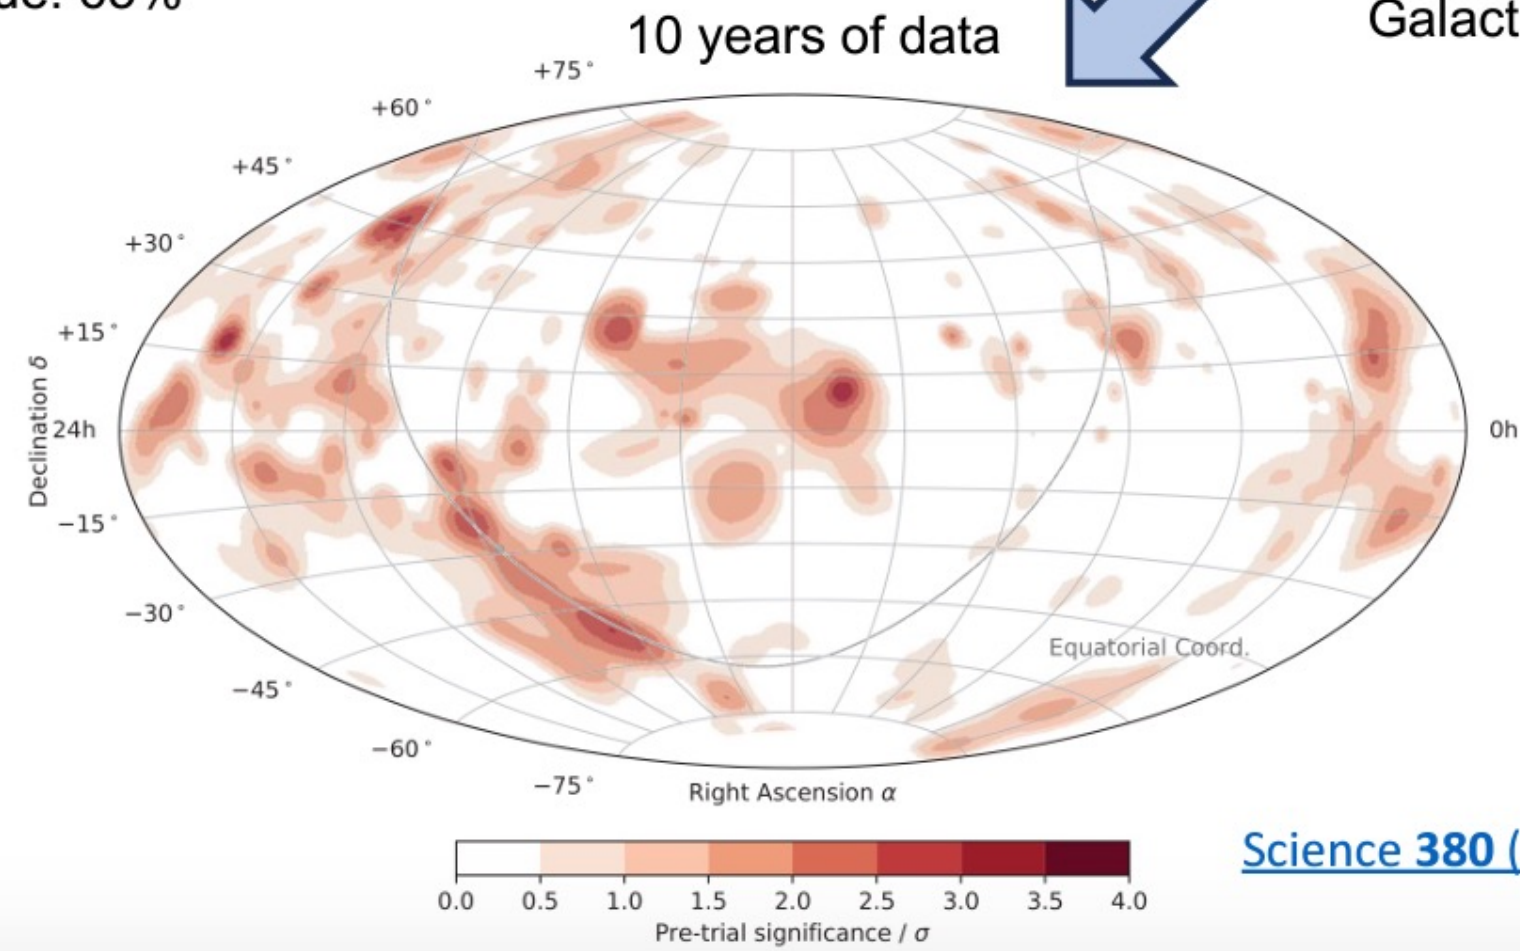 10 years of data
Galact
+75°
+60°
+45°
+30°
+15°
Declination δ
24h
0h
−15°
−30°
Equatorial Coord.
−45°
−60°
−75°
Right Ascension α
Science 380 (
0.0 0.5 1.0 1.5 2.0 2.5 3.0 3.5 4.0
Pre-trial significance / σ